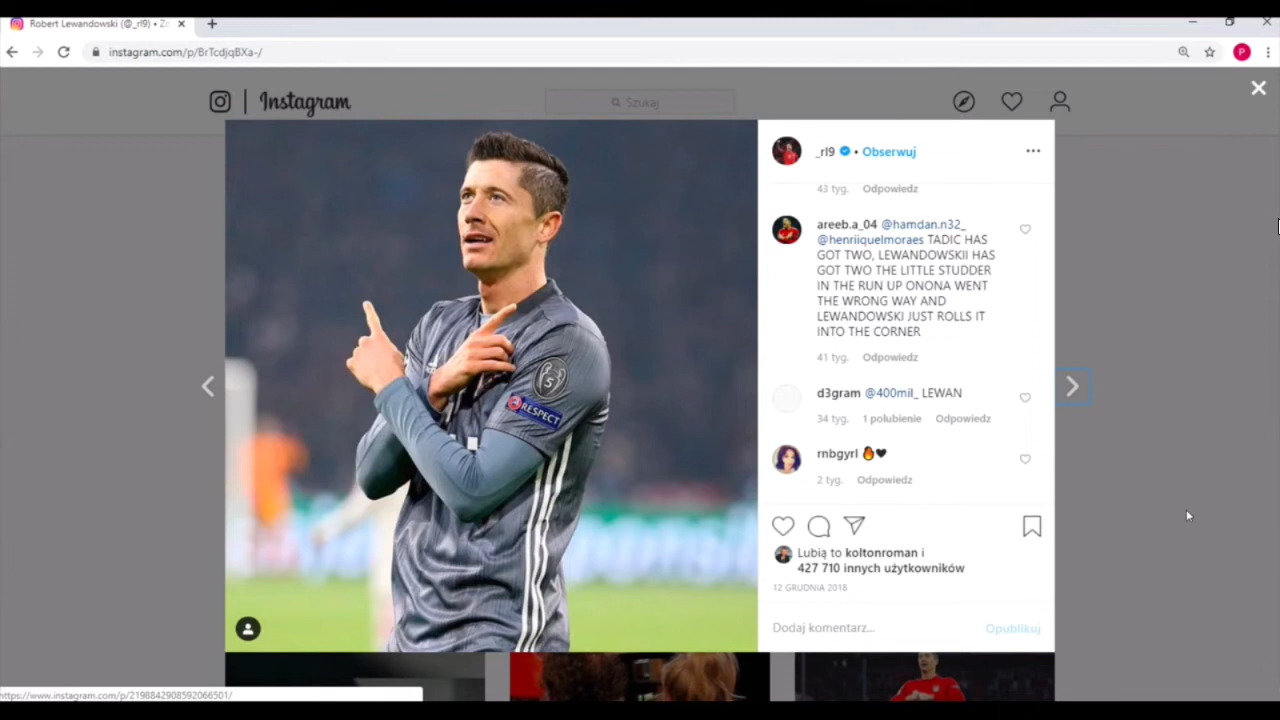 Robert Lewandowski (@_rl9) • Z
instagram.com/p/BrTcdjqBXa-/
P
Instagram
Szukaj
_rl9 • Obserwuj
43 tyg. Odpowiedz
areeb.a_04 @hamdan.n32_
@henriiquelmoraes TADIC HAS
GOT TWO, LEWANDOWSKII HAS
GOT TWO THE LITTLE STUDDER
IN THE RUN UP ONONA WENT
THE WRONG WAY AND
LEWANDOWSKI JUST ROLLS IT
INTO THE CORNER
41 tyg. Odpowiedz
d3gram @400mil_ LEWAN
34 tyg. 1 polubienie Odpowiedz
rnbgyrl 🔥🖤
2 tyg. Odpowiedz
5
RESPECT
Lubią to koltonroman i
427 710 innych użytkowników
12 GRUDNIA 2018
Dodaj komentarz...
Opublikuj
https://www.instagram.com/p/2198842908592066501/